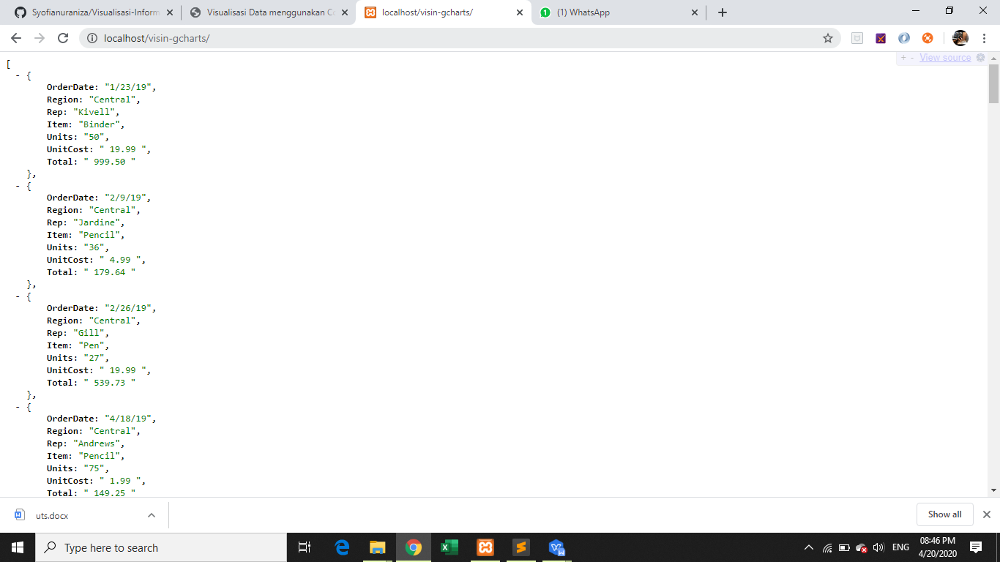 Syofianuraniza/Visualisasi-Inform
Visualisasi Data menggunakan Co
localhost/visin-gcharts/
(1) WhatsApp
localhost/visin-gcharts/
+ - View source
[
- {
OrderDate: "1/23/19",
Region: "Central",
Rep: "Kivell",
Item: "Binder",
Units: "50",
UnitCost: " 19.99 ",
Total: " 999.50 "
},
- {
OrderDate: "2/9/19",
Region: "Central",
Rep: "Jardine",
Item: "Pencil",
Units: "36",
UnitCost: " 4.99 ",
Total: " 179.64 "
},
- {
OrderDate: "2/26/19",
Region: "Central",
Rep: "Gill",
Item: "Pen",
Units: "27",
UnitCost: " 19.99 ",
Total: " 539.73 "
},
- {
OrderDate: "4/18/19",
Region: "Central",
Rep: "Andrews",
Item: "Pencil",
Units: "75",
UnitCost: " 1.99 ",
Total: " 149.25 "
uts.docx
Show all
Type here to search
ENG
08:46 PM
4/20/2020